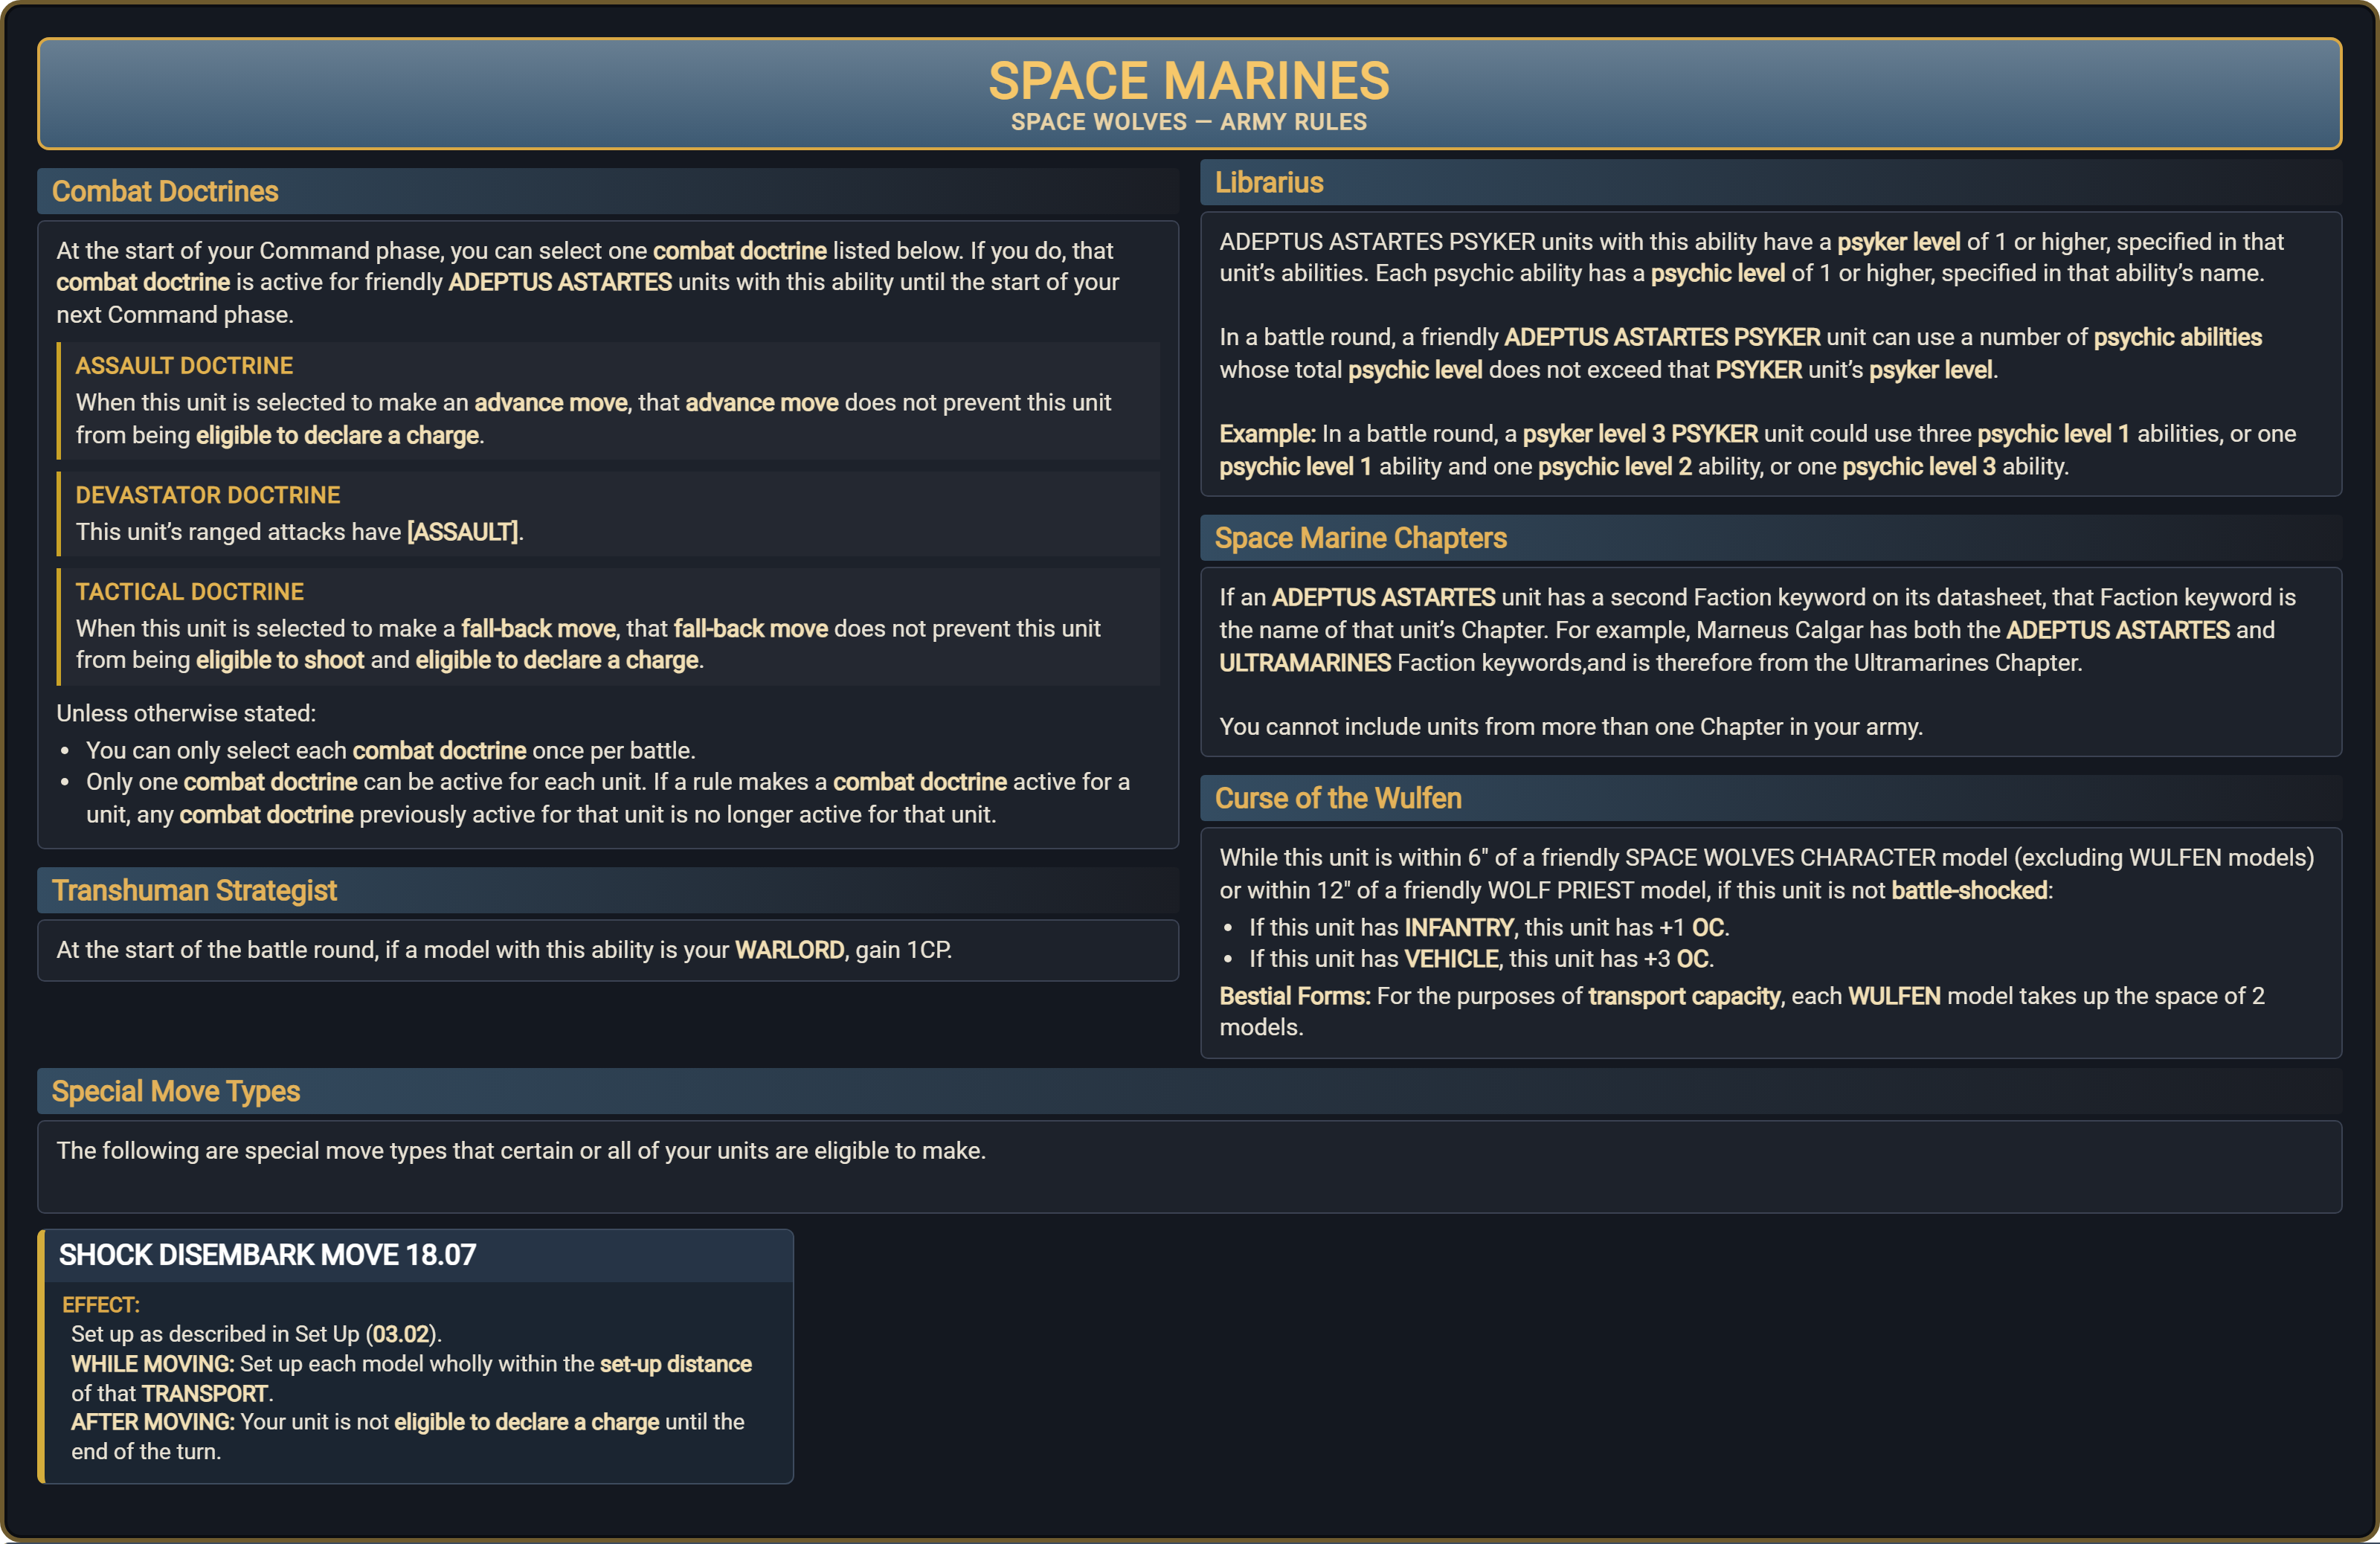 SPACE MARINES
SPACE WOLVES — ARMY RULES
Combat Doctrines
At the start of your Command phase, you can select one combat doctrine listed below. If you do, that
combat doctrine is active for friendly ADEPTUS ASTARTES units with this ability until the start of your
next Command phase.
ASSAULT DOCTRINE
When this unit is selected to make an advance move, that advance move does not prevent this unit
from being eligible to declare a charge.
DEVASTATOR DOCTRINE
This unit’s ranged attacks have [ASSAULT].
TACTICAL DOCTRINE
When this unit is selected to make a fall-back move, that fall-back move does not prevent this unit
from being eligible to shoot and eligible to declare a charge.
Unless otherwise stated:
• You can only select each combat doctrine once per battle.
• Only one combat doctrine can be active for each unit. If a rule makes a combat doctrine active for a
unit, any combat doctrine previously active for that unit is no longer active for that unit.
Transhuman Strategist
At the start of the battle round, if a model with this ability is your WARLORD, gain 1CP.
Librarius
ADEPTUS ASTARTES PSYKER units with this ability have a psyker level of 1 or higher, specified in that
unit’s abilities. Each psychic ability has a psychic level of 1 or higher, specified in that ability’s name.
In a battle round, a friendly ADEPTUS ASTARTES PSYKER unit can use a number of psychic abilities
whose total psychic level does not exceed that PSYKER unit’s psyker level.
Example: In a battle round, a psyker level 3 PSYKER unit could use three psychic level 1 abilities, or one
psychic level 1 ability and one psychic level 2 ability, or one psychic level 3 ability.
Space Marine Chapters
If an ADEPTUS ASTARTES unit has a second Faction keyword on its datasheet, that Faction keyword is
the name of that unit’s Chapter. For example, Marneus Calgar has both the ADEPTUS ASTARTES and
ULTRAMARINES Faction keywords,and is therefore from the Ultramarines Chapter.
You cannot include units from more than one Chapter in your army.
Curse of the Wulfen
While this unit is within 6" of a friendly SPACE WOLVES CHARACTER model (excluding WULFEN models)
or within 12" of a friendly WOLF PRIEST model, if this unit is not battle-shocked:
• If this unit has INFANTRY, this unit has +1 OC.
• If this unit has VEHICLE, this unit has +3 OC.
Bestial Forms: For the purposes of transport capacity, each WULFEN model takes up the space of 2
models.
Special Move Types
The following are special move types that certain or all of your units are eligible to make.
SHOCK DISEMBARK MOVE 18.07
EFFECT:
Set up as described in Set Up (03.02).
WHILE MOVING: Set up each model wholly within the set-up distance
of that TRANSPORT.
AFTER MOVING: Your unit is not eligible to declare a charge until the
end of the turn.